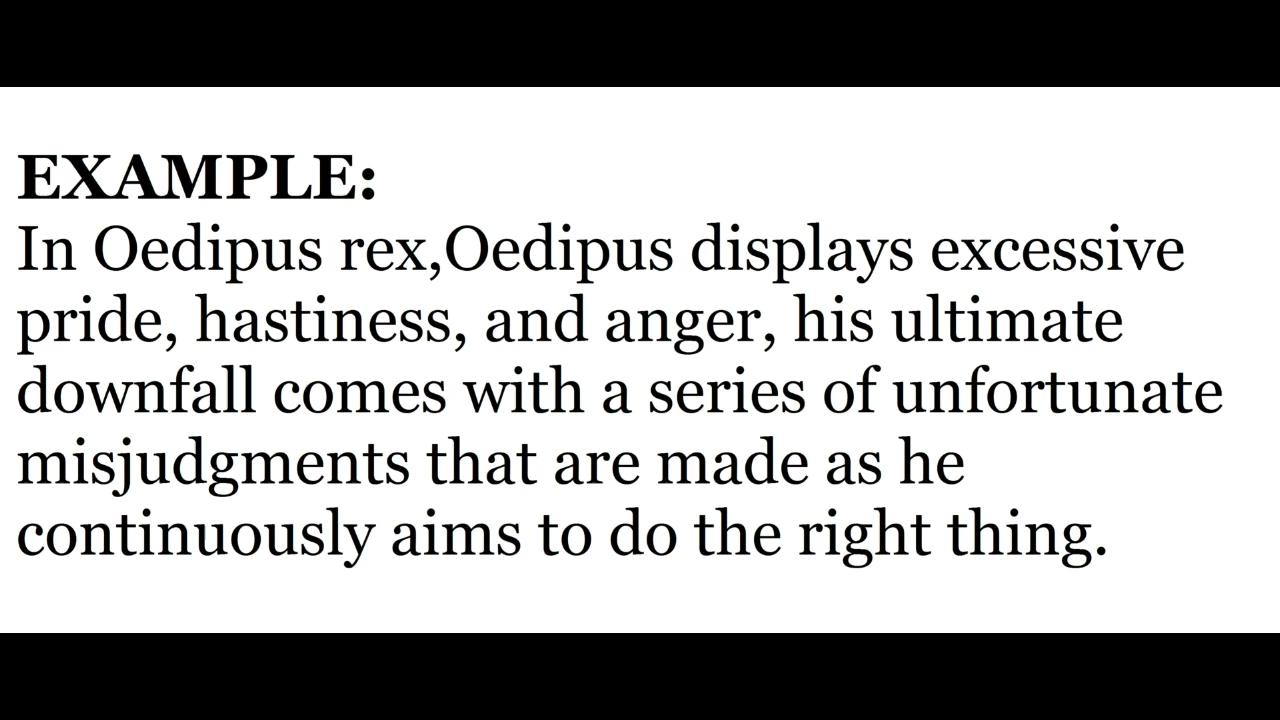 EXAMPLE:
In Oedipus rex,Oedipus displays excessive
pride, hastiness, and anger, his ultimate
downfall comes with a series of unfortunate
misjudgments that are made as he
continuously aims to do the right thing.